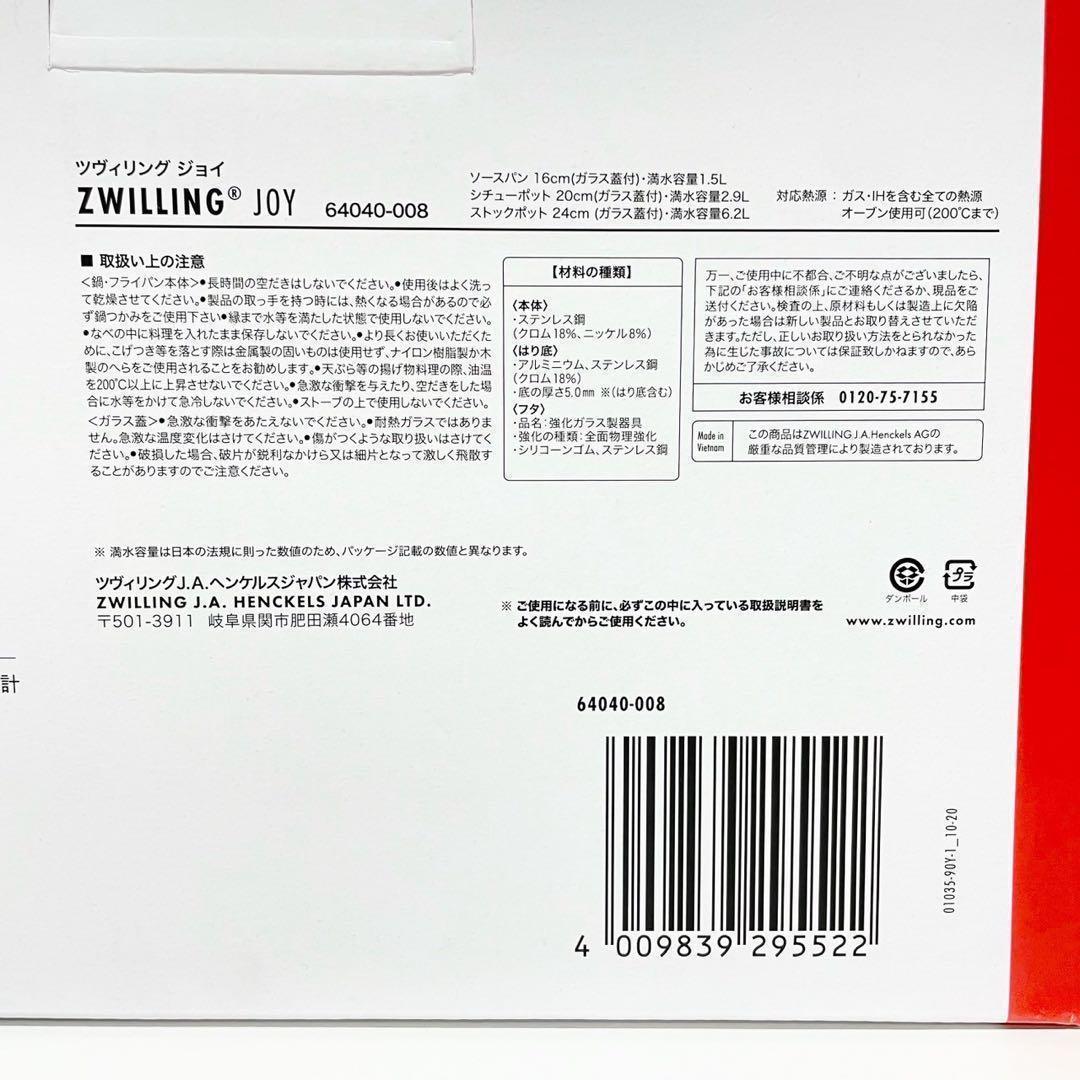 ツヴィリング ジョイ
ZWILLING® JOY 64040-008
ソースパン 16cm(ガラス蓋付)・満水容量1.5L
シチューポット 20cm(ガラス蓋付)・満水容量2.9L
ストックポット 24cm (ガラス蓋付)・満水容量6.2L
対応熱源：ガス・IHを含む全ての熱源
オーブン使用可(200℃まで)
■ 取扱い上の注意
<鍋・フライパン本体>●長時間の空だきはしないでください。●使用後はよく洗っ
て乾燥させてください。●製品の取っ手を持つ時には、熱くなる場合があるので必
ず鍋つかみをご使用下さい●縁まで水等を満たした状態で使用しないでください。
●なべの中に料理を入れたまま保存しないでください。●より長くお使いいただくた
めに、こげつき等を落とす際は金属製の固いものは使用せず、ナイロン樹脂製か木
製のへらをご使用されることをお勧めします。●天ぷら等の揚げ物料理の際、油温
を200℃以上に上昇させないでください。●急激な衝撃を与えたり、空だきをした場
合に水等をかけて急冷しないでください。●ストーブの上で使用しないでください。
<ガラス蓋>●急激な衝撃をあたえないでください。●耐熱ガラスではありま
せん。急激な温度変化はさけてください。●傷がつくような取り扱いはさけてく
ださい。●破損した場合、破片が鋭利なかけら又は細片となって激しく飛散す
ることがありますのでご注意ください。
【材料の種類】
〈本体〉
・ステンレス鋼
(クロム18%、ニッケル8%)
〈はり底〉
・アルミニウム、ステンレス鋼
(クロム18%)
・底の厚さ5.0mm ※(はり底含む)
〈フタ〉
・品名：強化ガラス製器具
・強化の種類：全面物理強化
・シリコーンゴム、ステンレス鋼
万一、ご使用中に不都合、ご不明な点がございましたら、
下記の「お客様相談係」にご連絡くださるか、現品をご
送付ください。検査の上、原材料もしくは製造上に欠陥
があった場合は新しい製品とお取り替えさせていただ
きます。ただし、正しいお取り扱い方法をとられなかった
為に生じた事故については保証致しかねますので、あら
かじめご了承ください。
お客様相談係 0120-75-7155
Made in
Vietnam
この商品はZWILLING J.A.Henckels AGの
厳重な品質管理により製造されております。
※ 満水容量は日本の法規に則った数値のため、パッケージ記載の数値と異なります。
ツヴィリングJ.A.ヘンケルスジャパン株式会社
ZWILLING J.A. HENCKELS JAPAN LTD.
〒501-3911 岐阜県関市肥田瀬4064番地
※ ご使用になる前に、必ずこの中に入っている取扱説明書を
よく読んでからご使用ください。
プラ
ダンボール 中袋
www.zwilling.com
計
64040-008
4 009839 295522
01035-90Y-1_10-20